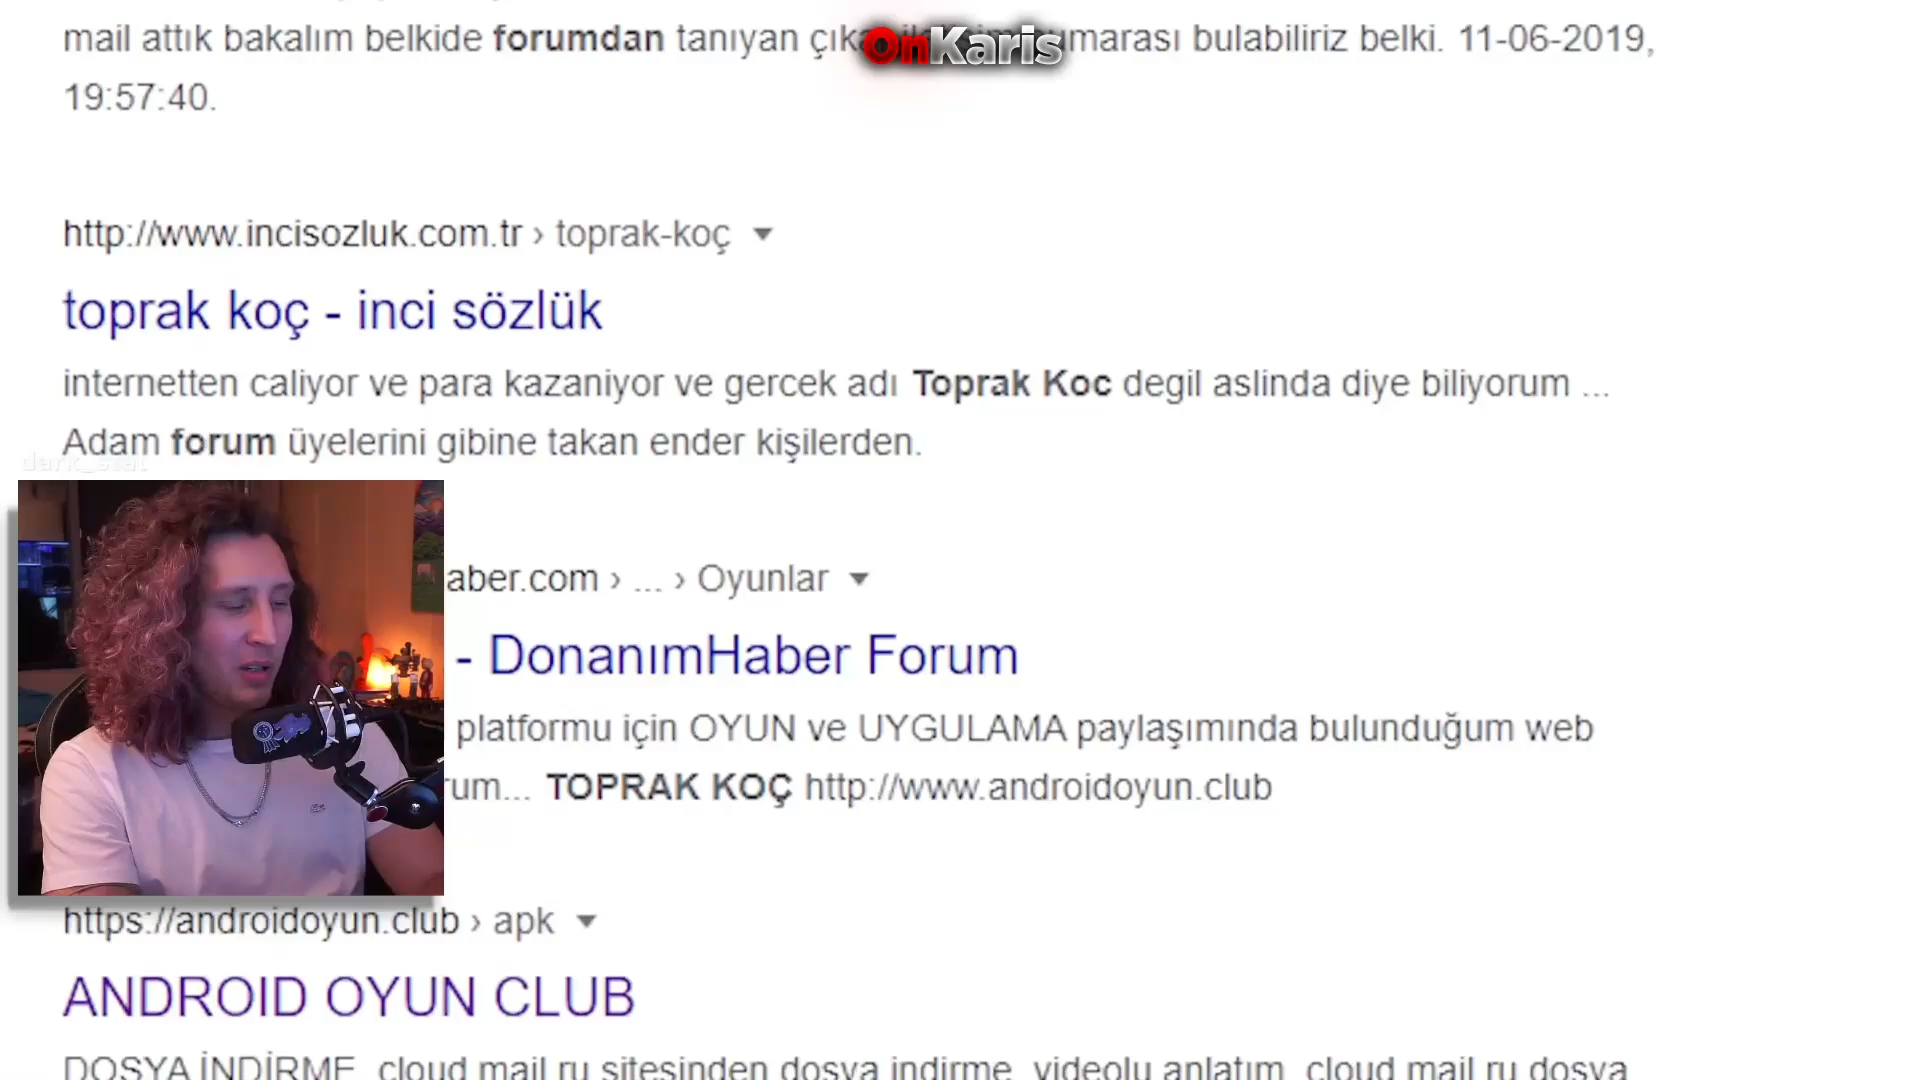 mail attık bakalım belkide forumdan tanıyan OnKaris bulabiliriz belki. 11-06-2019,
19:57:40.
http://www.incisozluk.com.tr › toprak-koç
toprak koç - inci sözlük
internetten caliyor ve para kazaniyor ve gercek adı Toprak Koc degil aslinda diye biliyorum ...
Adam forum üyelerini gibine takan ender kişilerden.
aber.com › ... › Oyunlar
- DonanımHaber Forum
platformu için OYUN ve UYGULAMA paylaşımında bulunduğum web
rum... TOPRAK KOÇ http://www.androidoyun.club
https://androidoyun.club › apk
ANDROID OYUN CLUB
DOSYA İNDİRME, cloud mail ru sitesinden dosya indirme, videolu anlatım, cloud mail ru dosya